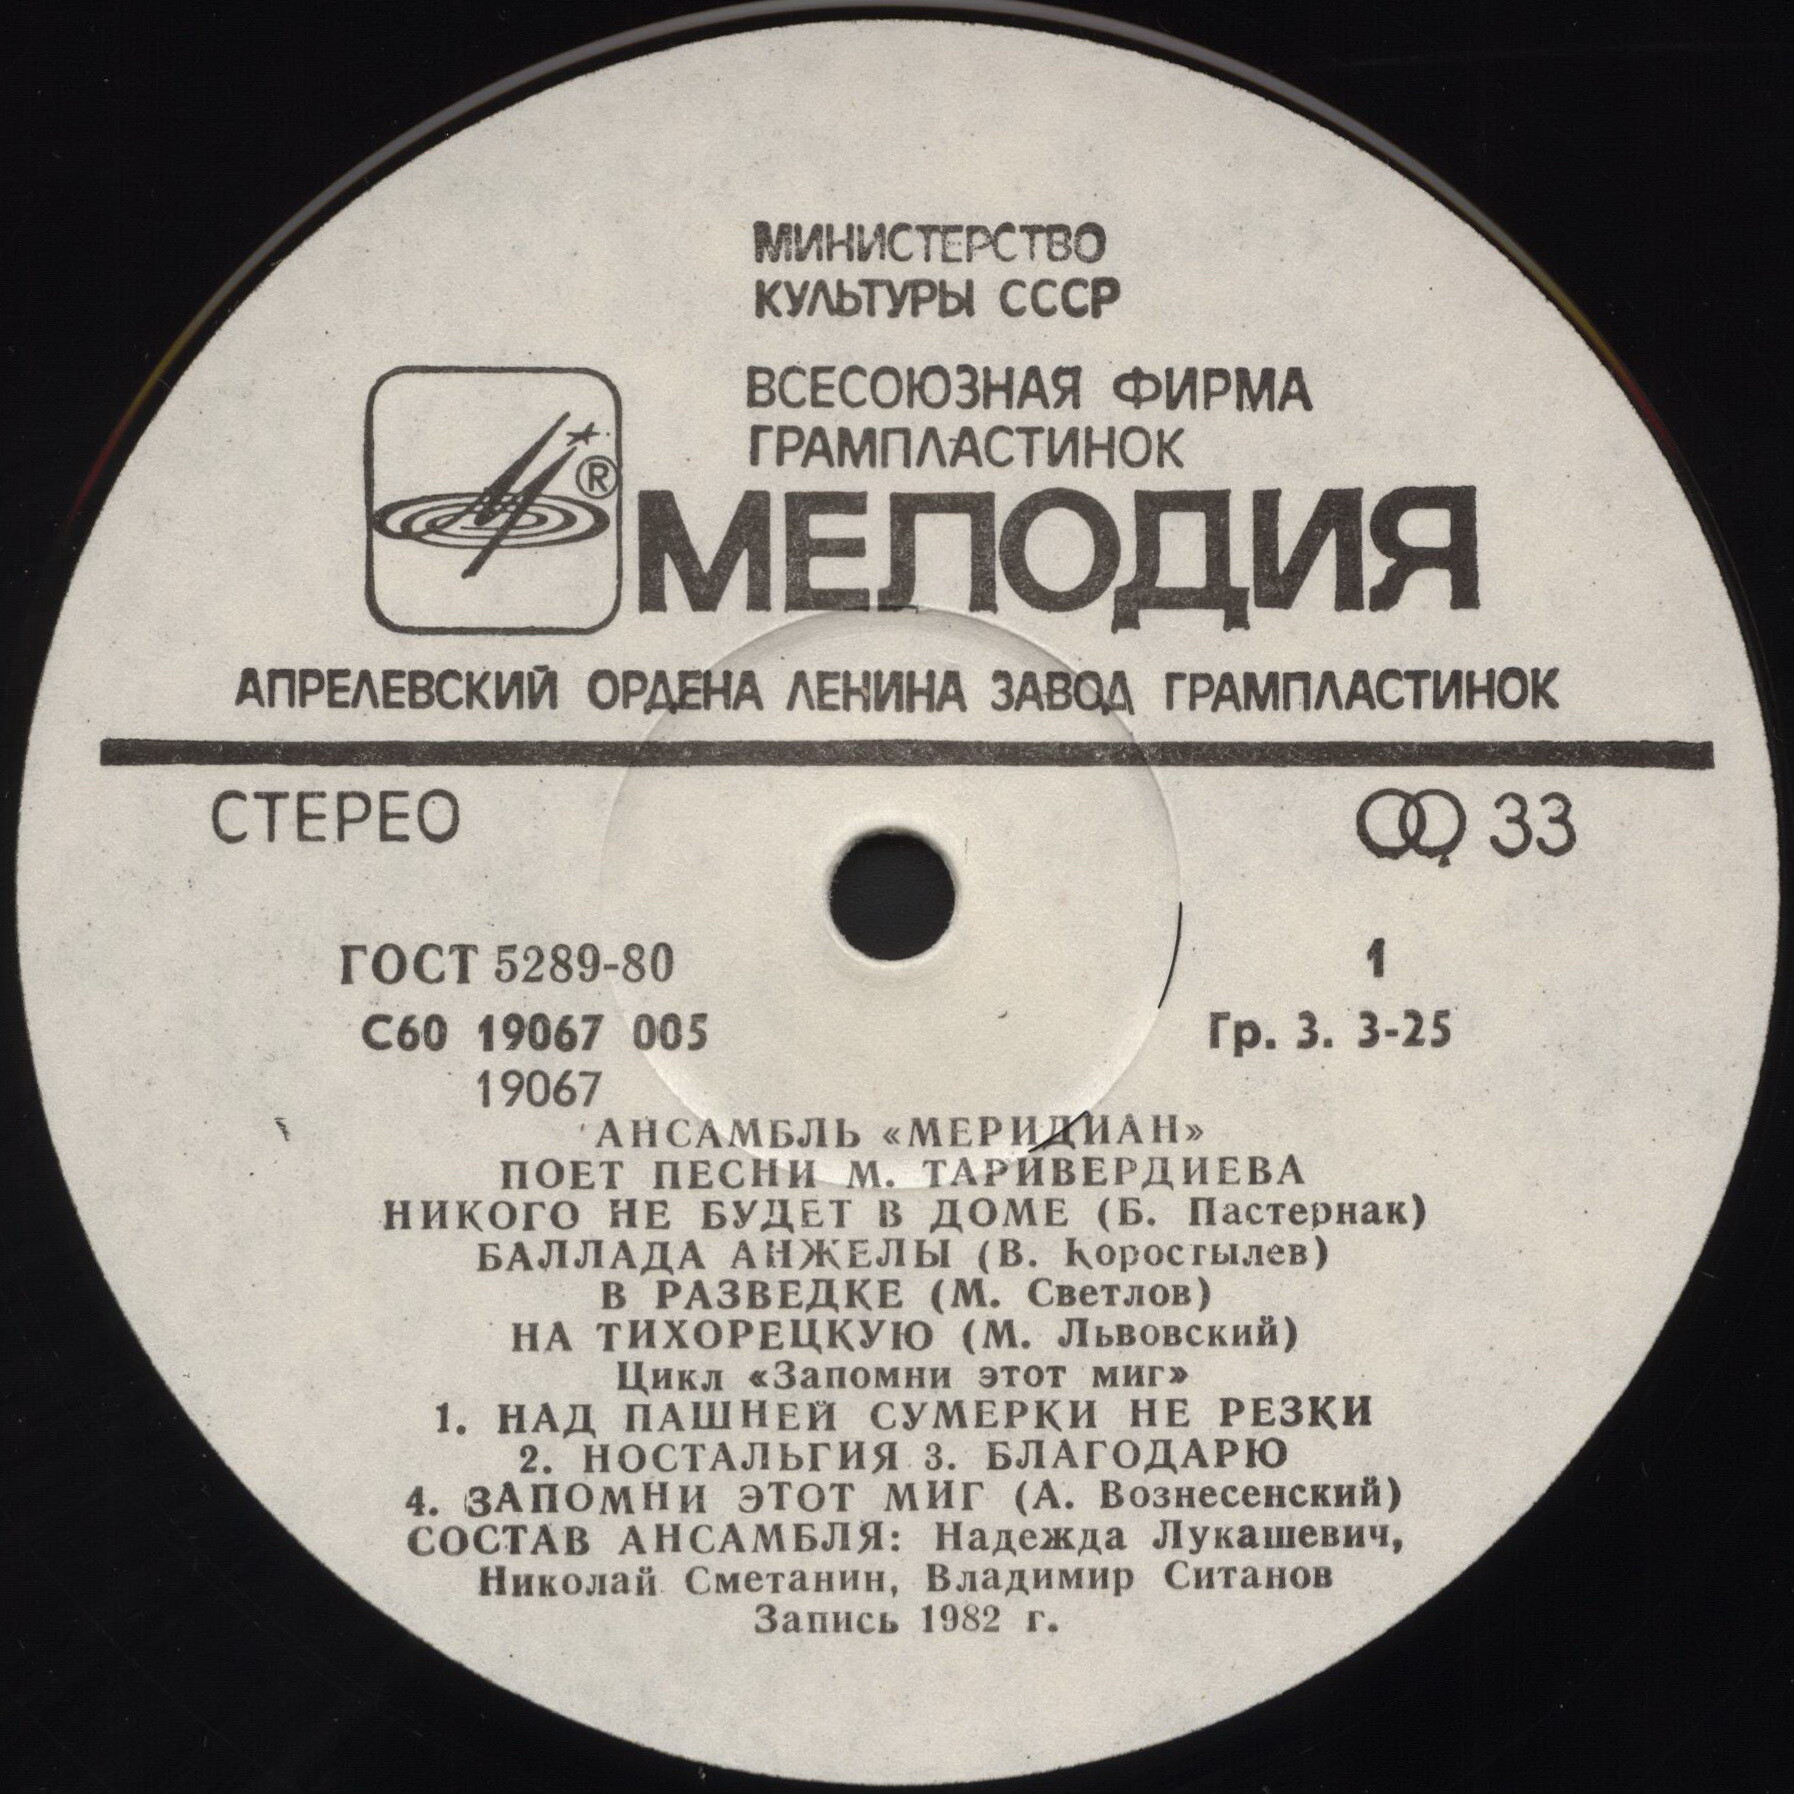 МИНИСТЕРСТВО
КУЛЬТУРЫ СССР
ВСЕСОЮЗНАЯ ФИРМА
ГРАМПЛАСТИНОК
®
МЕЛОДИЯ
АПРЕЛЕВСКИЙ ОРДЕНА ЛЕНИНА ЗАВОД ГРАМПЛАСТИНОК
СТЕРЕО
33
ГОСТ 5289-80
1
С60 19067 005
Гр. 3. 3-25
19067
АНСАМБЛЬ «МЕРИДИАН»
ПОЕТ ПЕСНИ М. ТАРИВЕРДИЕВА
НИКОГО НЕ БУДЕТ В ДОМЕ (Б. Пастернак)
БАЛЛАДА АНЖЕЛЫ (В. Коростылев)
В РАЗВЕДКЕ (М. Светлов)
НА ТИХОРЕЦКУЮ (М. Львовский)
Цикл «Запомни этот миг»
1. НАД ПАШНЕЙ СУМЕРКИ НЕ РЕЗКИ
2. НОСТАЛЬГИЯ 3. БЛАГОДАРЮ
4. ЗАПОМНИ ЭТОТ МИГ (А. Вознесенский)
СОСТАВ АНСАМБЛЯ: Надежда Лукашевич,
Николай Сметанин, Владимир Ситанов
Запись 1982 г.